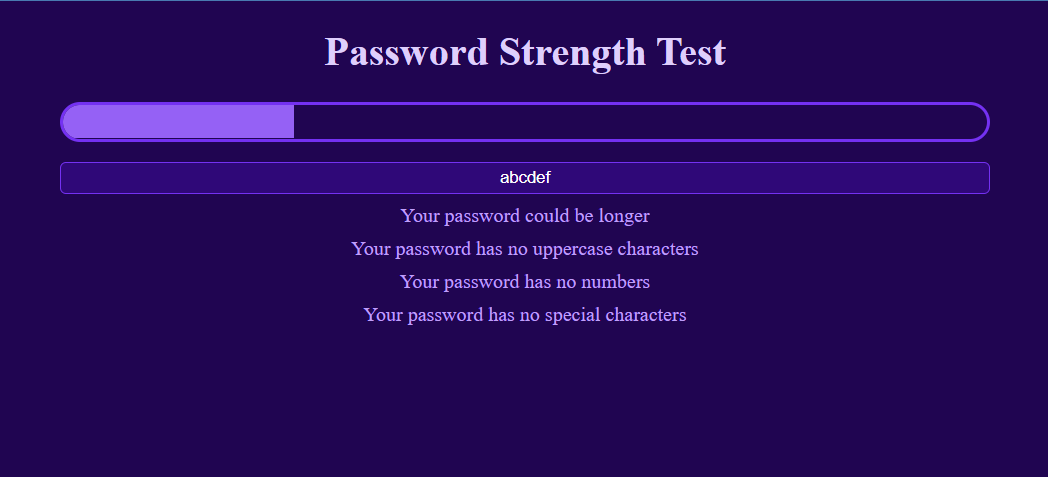 Password Strength Test
abcdef
Your password could be longer
Your password has no uppercase characters
Your password has no numbers
Your password has no special characters